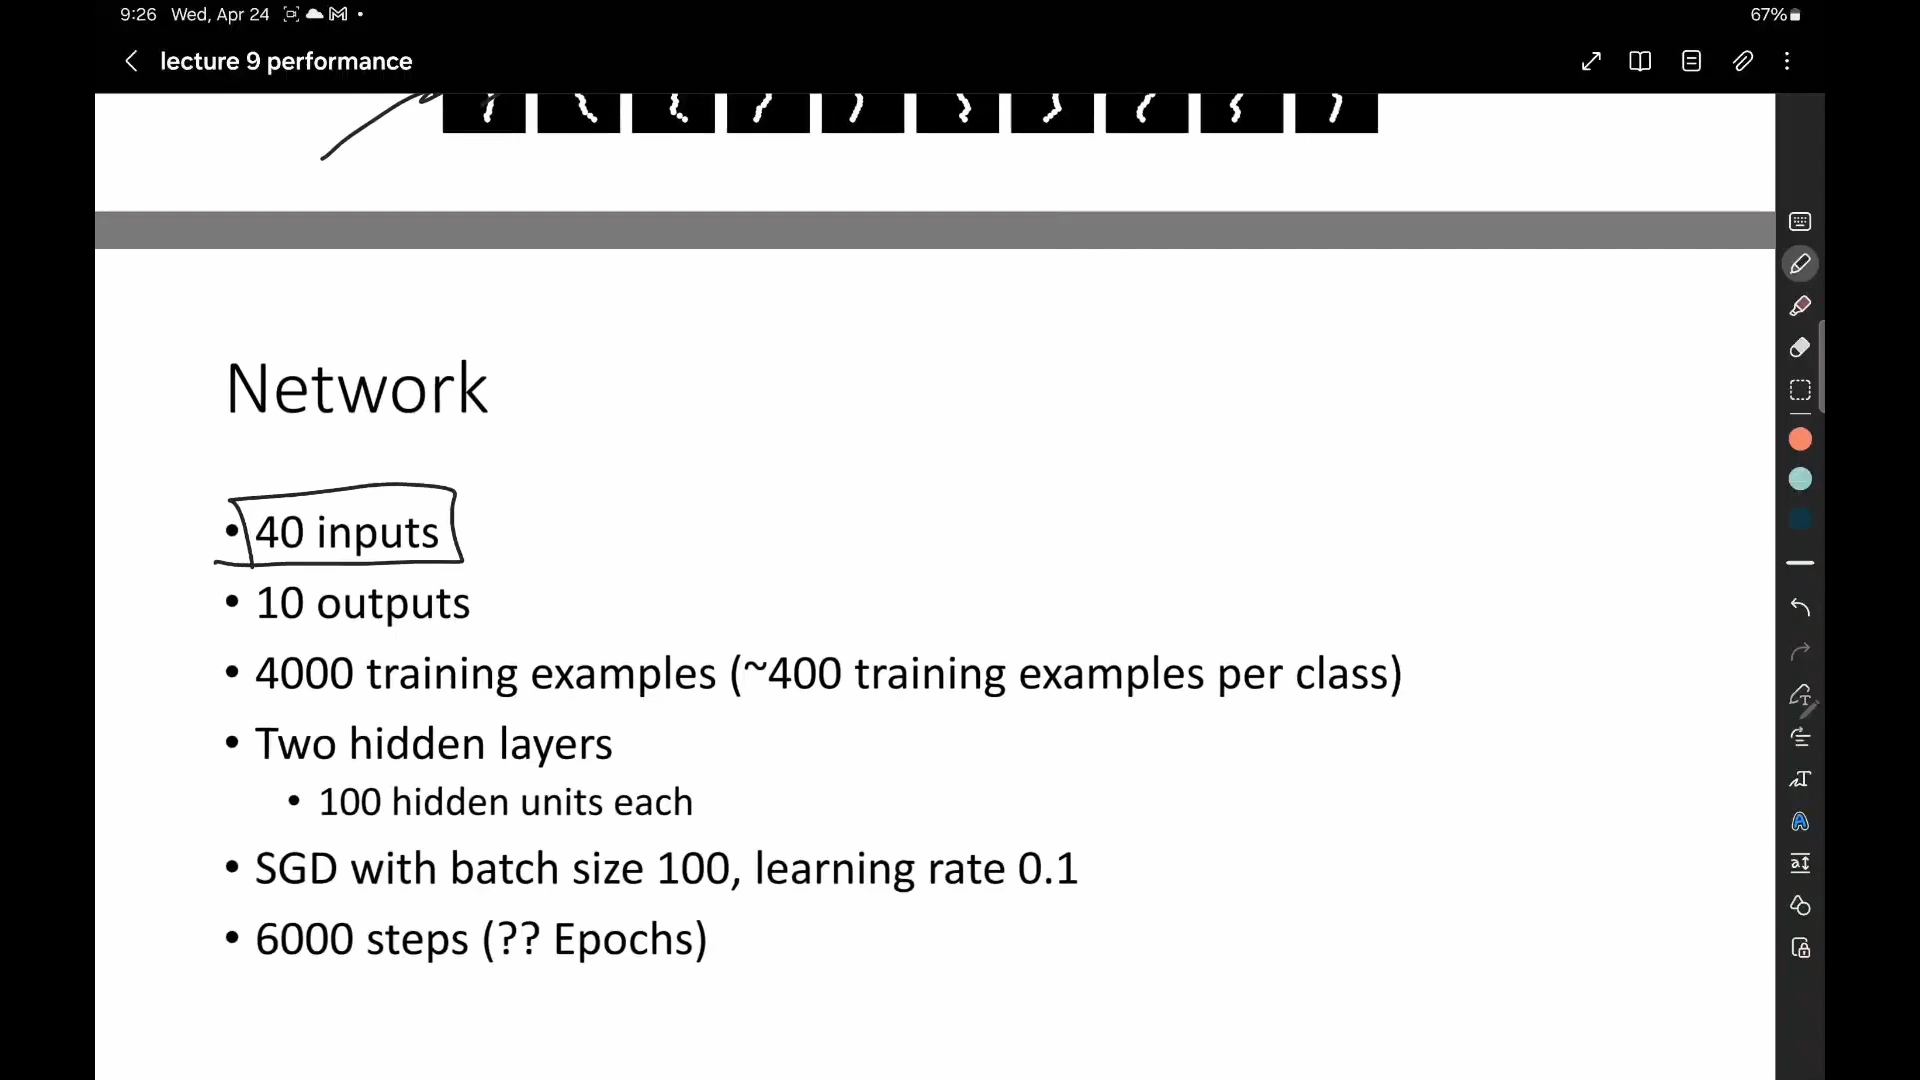 9:26 Wed, Apr 24
67%
lecture 9 performance
Network
• 40 inputs
• 10 outputs
• 4000 training examples (~400 training examples per class)
• Two hidden layers
• 100 hidden units each
• SGD with batch size 100, learning rate 0.1
• 6000 steps (?? Epochs)